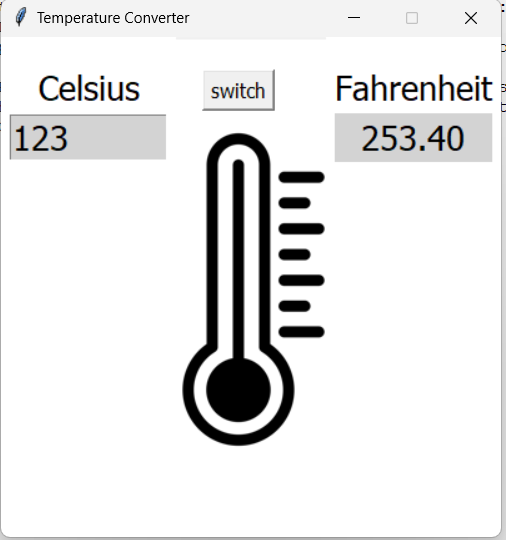 Temperature Converter
Celsius
switch
Fahrenheit
123
253.40